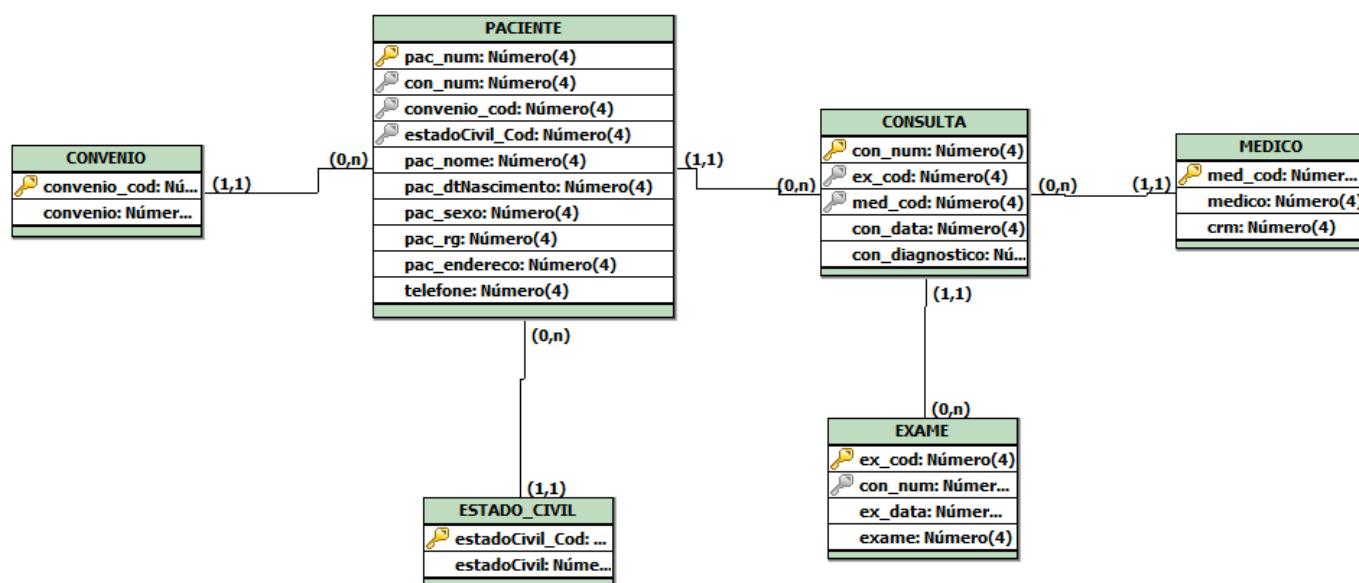 PACIENTE
pac_num: Número(4)
con_num: Número(4)
convenio_cod: Número(4)
estadoCivil_Cod: Número(4)
pac_nome: Número(4)
pac_dtNascimento: Número(4)
pac_sexo: Número(4)
pac_rg: Número(4)
pac_endereco: Número(4)
telefone: Número(4)
CONVENIO
convenio_cod: Nú...
convenio: Númer...
(1,1)
(0,n)
(1,1)
(0,n)
CONSULTA
con_num: Número(4)
ex_cod: Número(4)
med_cod: Número(4)
con_data: Número(4)
con_diagnostico: Nú...
(0,n)
(1,1)
MEDICO
med_cod: Númer...
medico: Número(4)
crm: Número(4)
(1,1)
(0,n)
EXAME
ex_cod: Número(4)
con_num: Númer...
ex_data: Númer...
exame: Número(4)
(0,n)
(1,1)
ESTADO_CIVIL
estadoCivil_Cod: ...
estadoCivil: Núme...